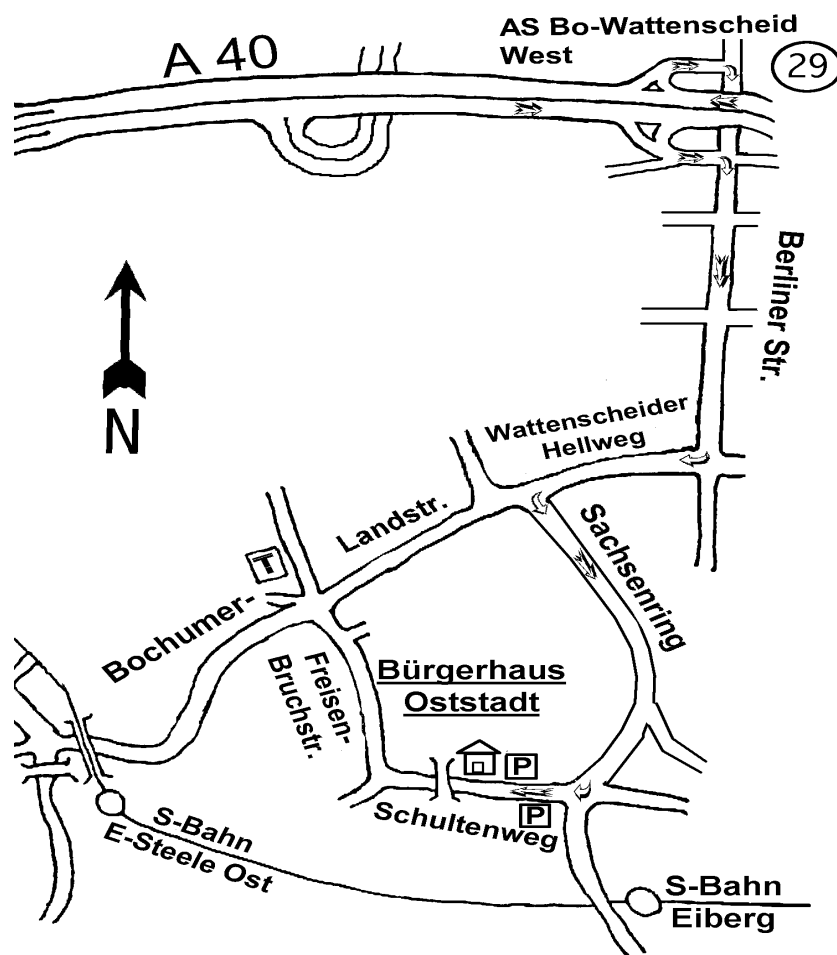 AS Bo-Wattenscheid
West
29
A 40
Berliner Str.
N
Wattenscheider
Hellweg
Landstr.
Sachsenring
T
Bochumer-
Freisen-
Bruchstr.
Bürgerhaus
Oststadt
P
Schultenweg
P
S-Bahn
E-Steele Ost
S-Bahn
Eiberg